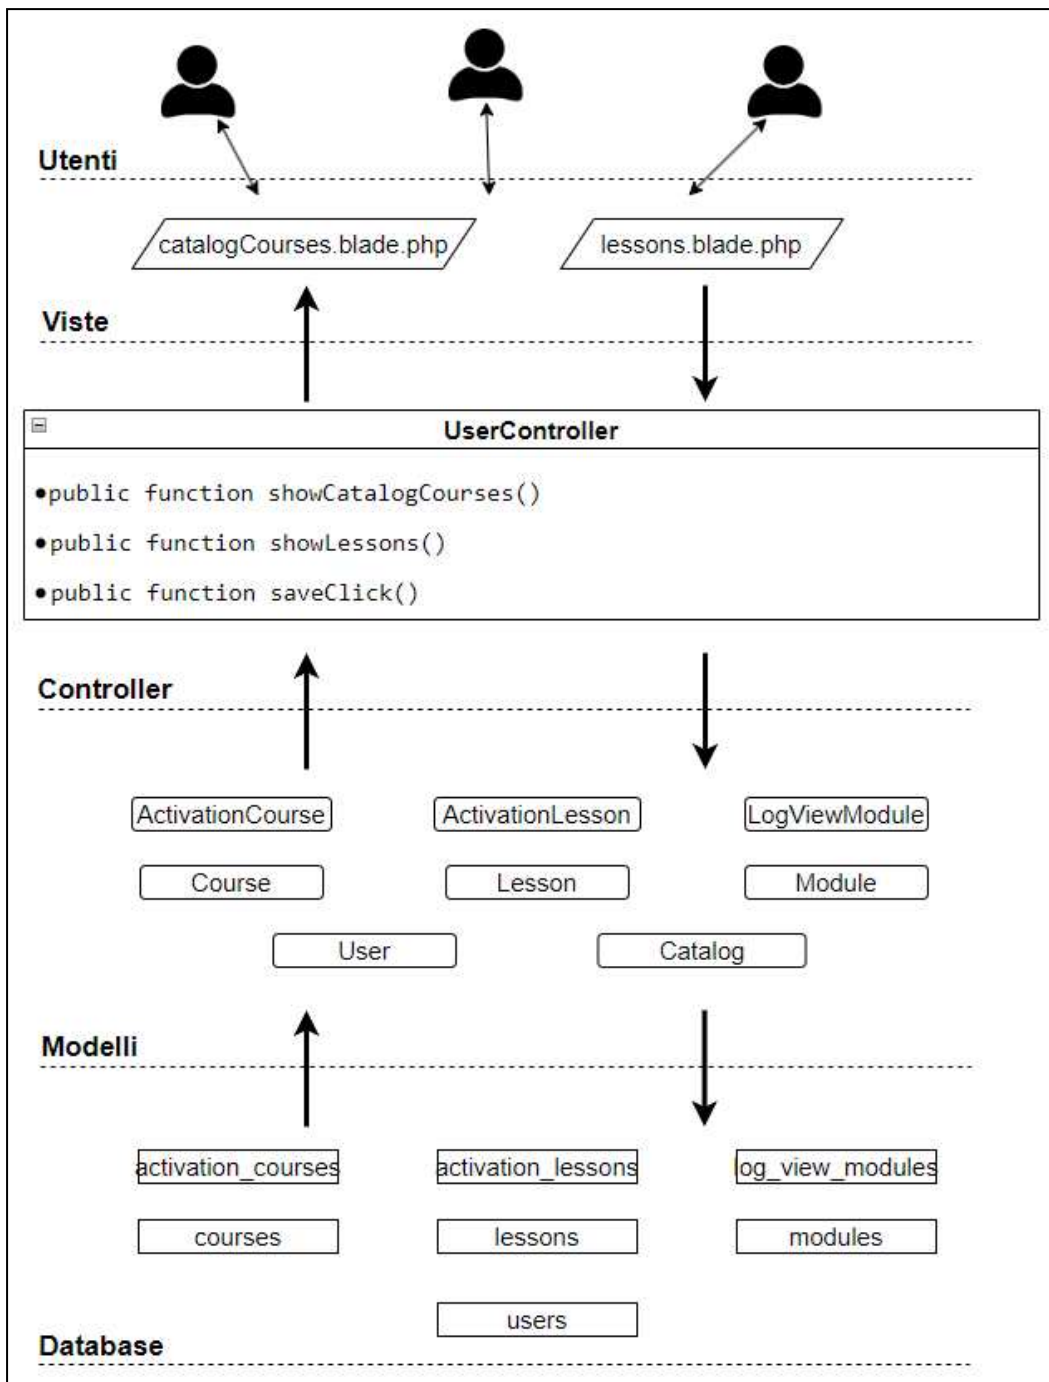 Utenti
catalogCourses.blade.php
lessons.blade.php
Viste
UserController
•public function showCatalogCourses()
•public function showLessons()
•public function saveClick()
Controller
ActivationCourse
ActivationLesson
LogViewModule
Course
Lesson
Module
User
Catalog
Modelli
activation_courses
activation_lessons
log_view_modules
courses
lessons
modules
users
Database